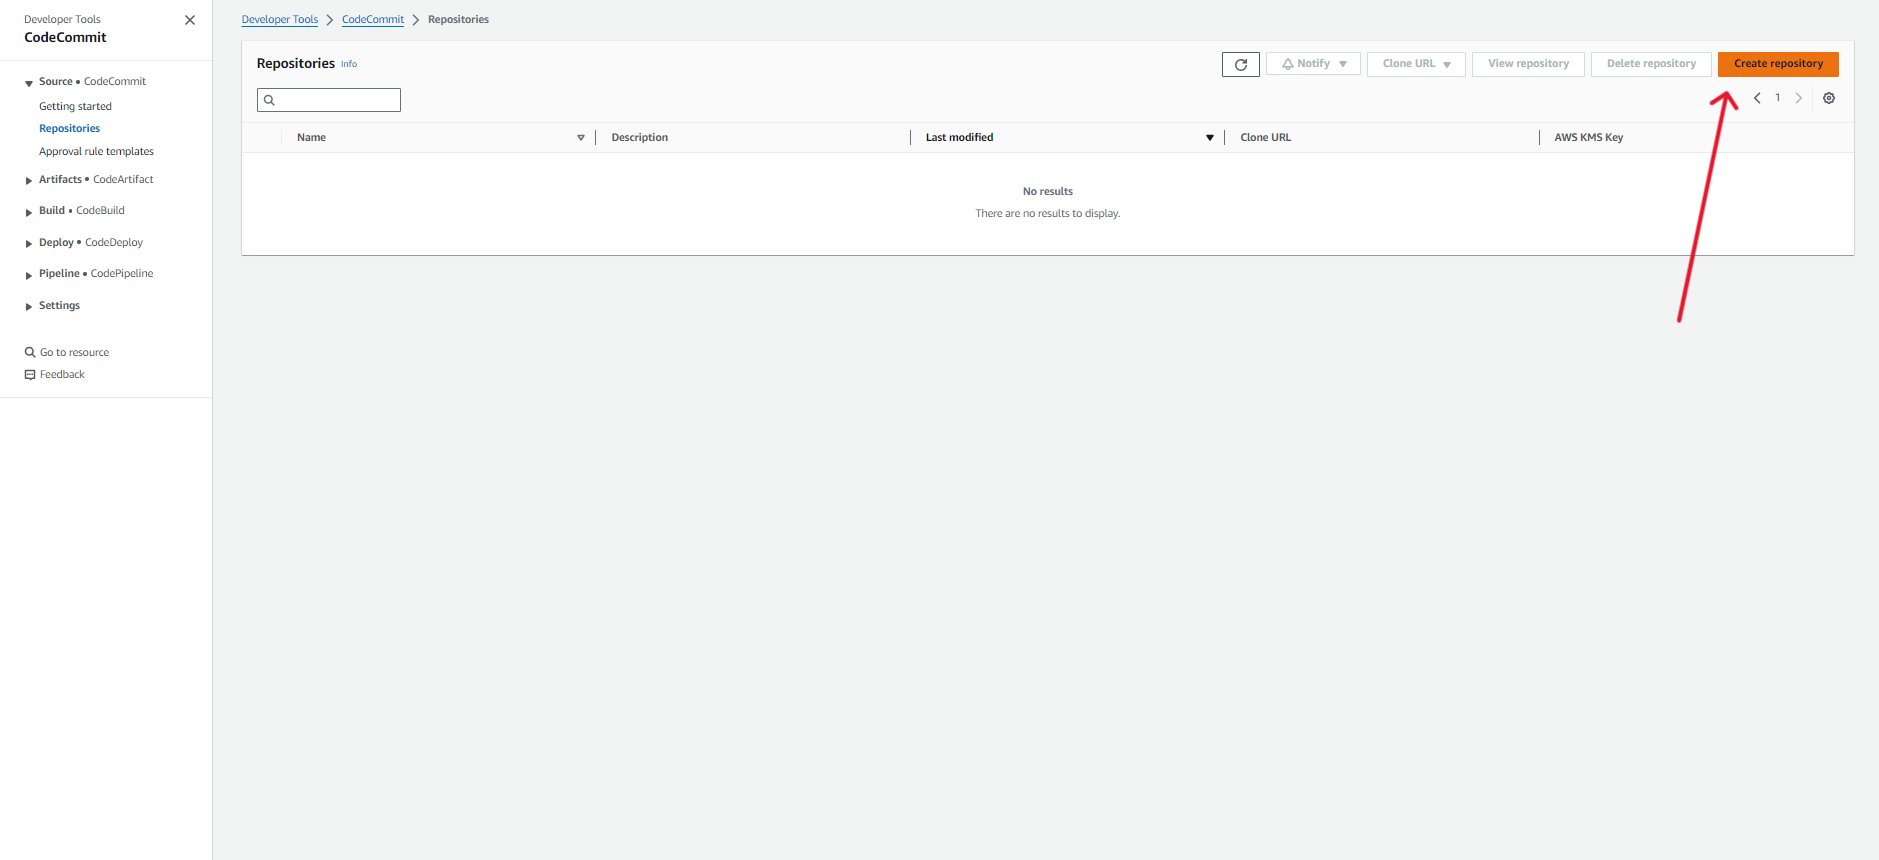 Developer Tools
CodeCommit
Source • CodeCommit
Getting started
Repositories
Approval rule templates
Artifacts • CodeArtifact
Build • CodeBuild
Deploy • CodeDeploy
Pipeline • CodePipeline
Settings
Go to resource
Feedback
Developer Tools > CodeCommit > Repositories
Repositories Info
Notify
Clone URL
View repository
Delete repository
Create repository
1
Name
Description
Last modified
Clone URL
AWS KMS Key
No results
There are no results to display.